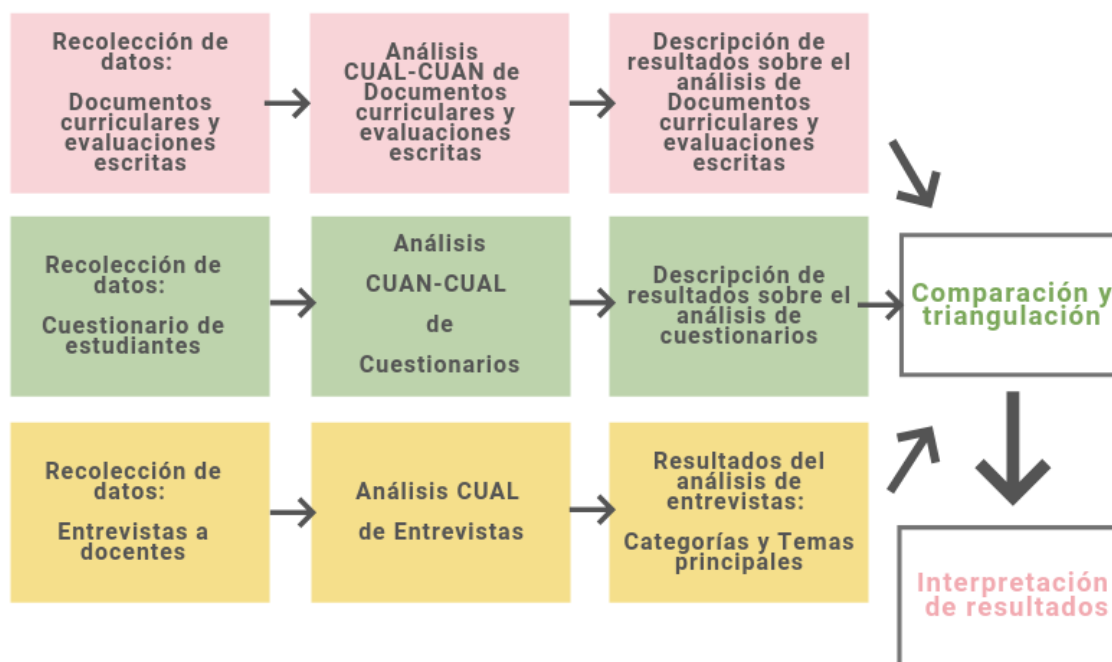 Recolección de
datos:
Documentos
curriculares y
evaluaciones
escritas
Análisis
CUAL-CUAN de
Documentos
curriculares y
evaluaciones
escritas
Descripción de
resultados sobre el
análisis de
Documentos
curriculares y
evaluaciones
escritas
Recolección de
datos:
Cuestionario de
estudiantes
Análisis
CUAN-CUAL
de
Cuestionarios
Descripción de
resultados sobre el
análisis de
cuestionarios
Comparación y
triangulación
Recolección de
datos:
Entrevistas a
docentes
Análisis CUAL
de Entrevistas
Resultados del
análisis de
entrevistas:
Categorías y Temas
principales
Interpretación
de resultados